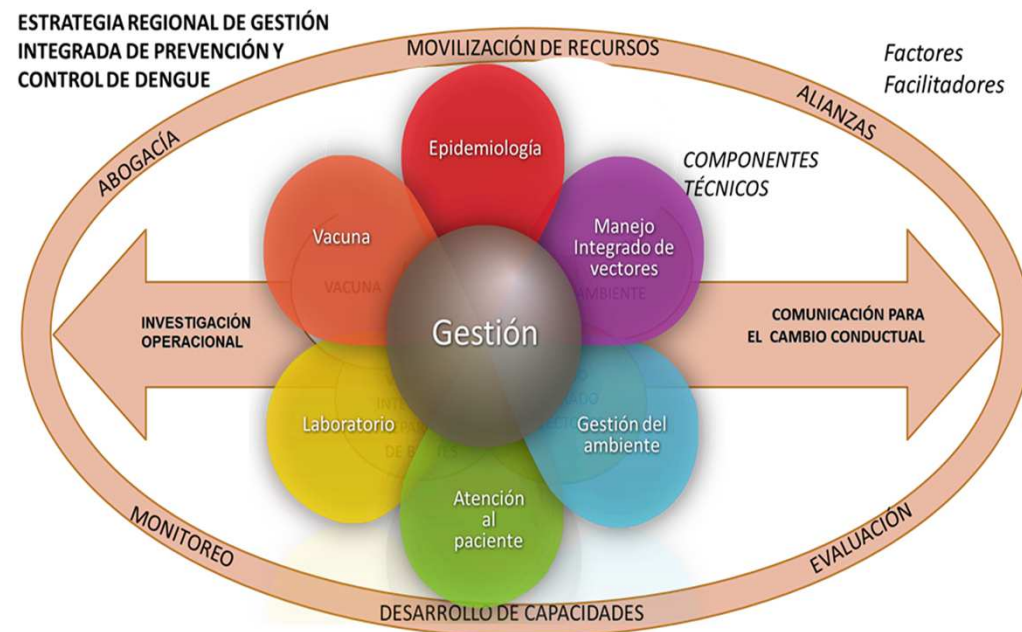 ESTRATEGIA REGIONAL DE GESTIÓN
INTEGRADA DE PREVENCIÓN Y
CONTROL DE DENGUE
MOVILIZACIÓN DE RECURSOS
Factores
Facilitadores
ABOGACÍA
ALIANZAS
Epidemiología
COMPONENTES
TÉCNICOS
Vacuna
Manejo
Integrado de
vectores
VACUNA
AMBIENTE
INVESTIGACIÓN
OPERACIONAL
Gestión
COMUNICACIÓN PARA
EL CAMBIO CONDUCTUAL
Laboratorio
Gestión del
ambiente
Atención
al
paciente
MONITOREO
EVALUACIÓN
DESARROLLO DE CAPACIDADES